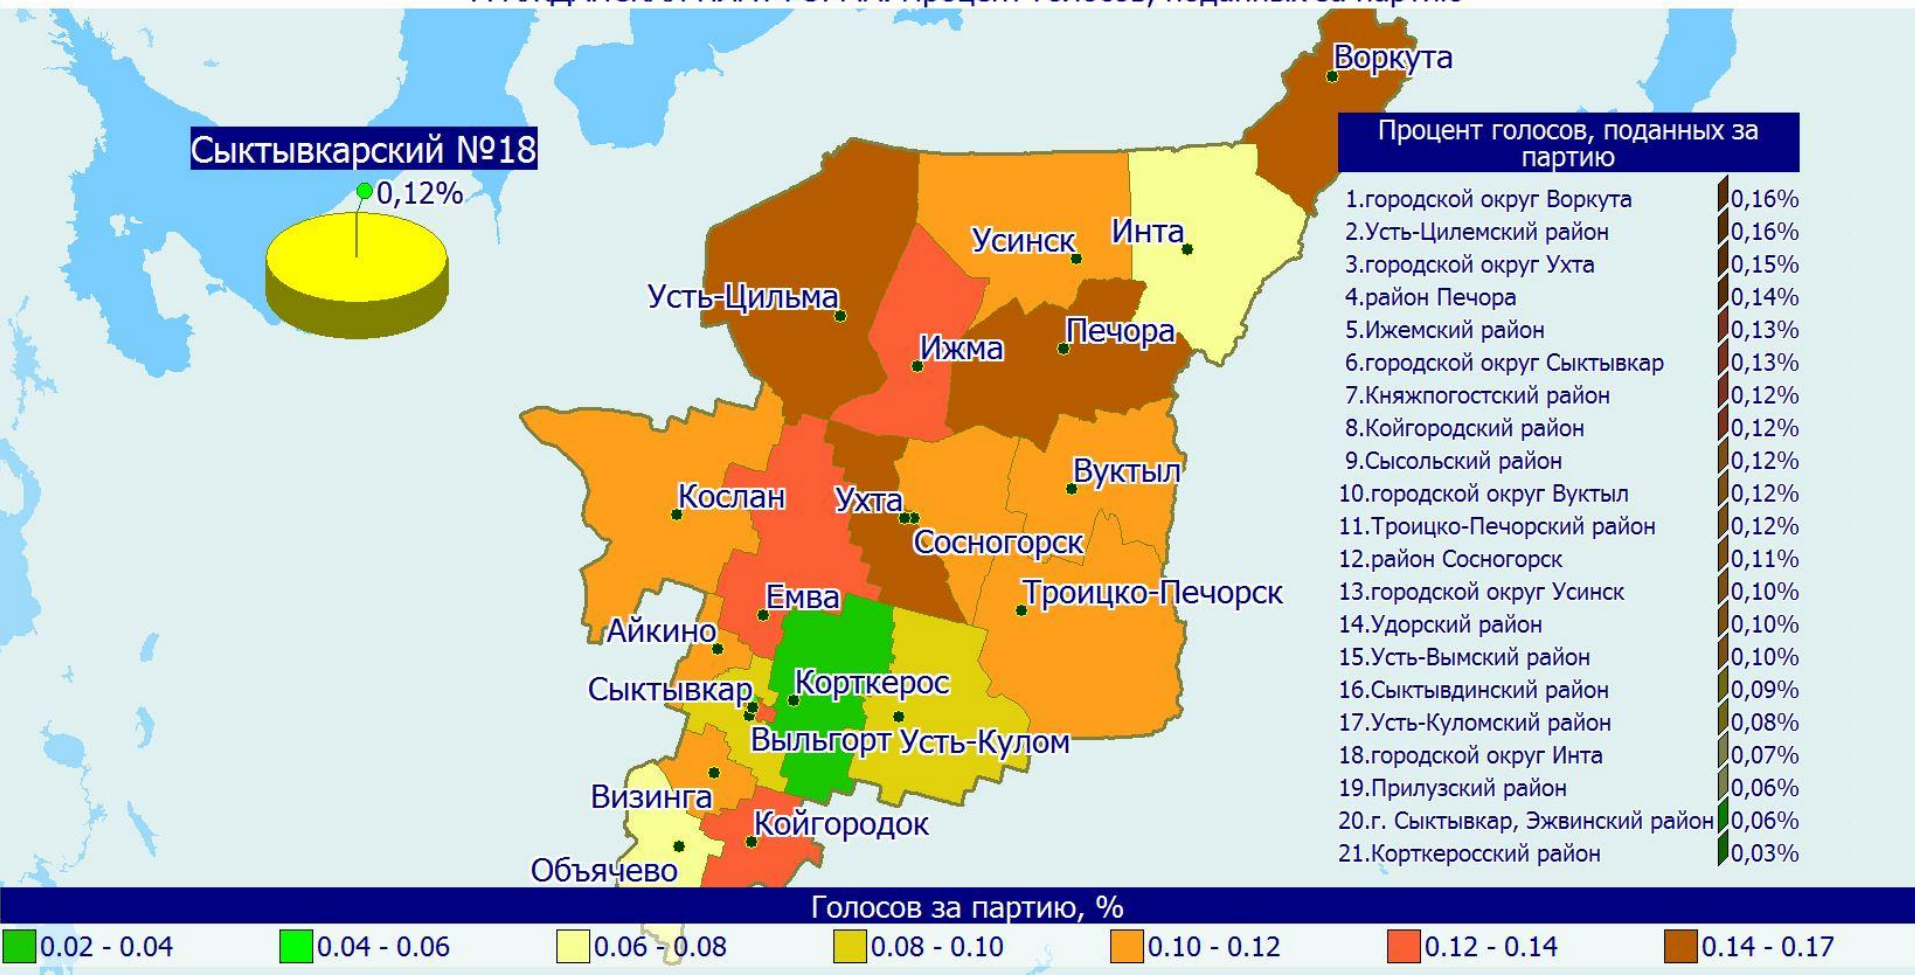 Процент голосов, поданных за партию
Воркута
Процент голосов, поданных за
партию
Сыктывкарский №18
0,12%
1.городской округ Воркута 0,16%
2.Усть-Цилемский район 0,16%
3.городской округ Ухта 0,15%
4.район Печора 0,14%
5.Ижемский район 0,13%
6.городской округ Сыктывкар 0,13%
7.Княжпогостский район 0,12%
8.Койгородский район 0,12%
9.Сысольский район 0,12%
10.городской округ Вуктыл 0,12%
11.Троицко-Печорский район 0,12%
12.район Сосногорск 0,11%
13.городской округ Усинск 0,10%
14.Удорский район 0,10%
15.Усть-Вымский район 0,10%
16.Сыктывдинский район 0,09%
17.Усть-Куломский район 0,08%
18.городской округ Инта 0,07%
19.Прилузский район 0,06%
20.г. Сыктывкар, Эжвинский район 0,06%
21.Корткеросский район 0,03%
Усинск
Инта
Усть-Цильма
Печора
Ижма
Вуктыл
Кослан
Ухта
Сосногорск
Троицко-Печорск
Емва
Айкино
Сыктывкар
Корткерос
Выльгорт
Усть-Кулом
Визинга
Койгородок
Объячево
Голосов за партию, %
0.02 - 0.04
0.04 - 0.06
0.06 - 0.08
0.08 - 0.10
0.10 - 0.12
0.12 - 0.14
0.14 - 0.17